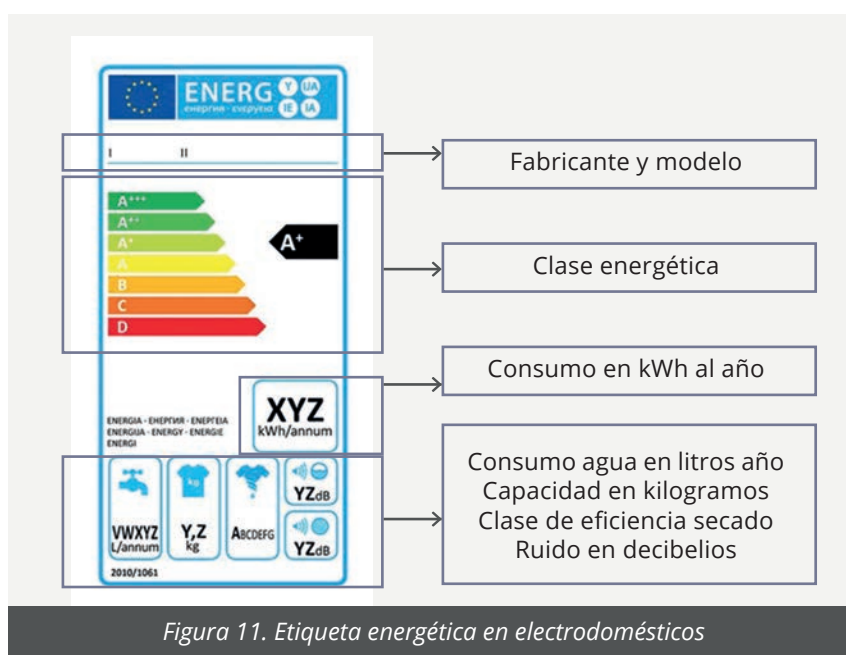 ENERG Y UA
енергия · ενεργεια IE IA
I II
Fabricante y modelo
A+++
A++
A+
A
B
C
D
A+
Clase energética
XYZ
kWh/annum
Consumo en kWh al año
ENERGIA · ЕНЕРГИЯ · ΕΝΕΡΓΕΙΑ
ENERGIJA · ENERGY · ENERGIE
ENERGI
VWXYZ
L/annum
kg
Y,Z
kg
ABCDEFG
YZdB
YZdB
2010/1061
Consumo agua en litros año
Capacidad en kilogramos
Clase de eficiencia secado
Ruido en decibelios
Figura 11. Etiqueta energética en electrodomésticos